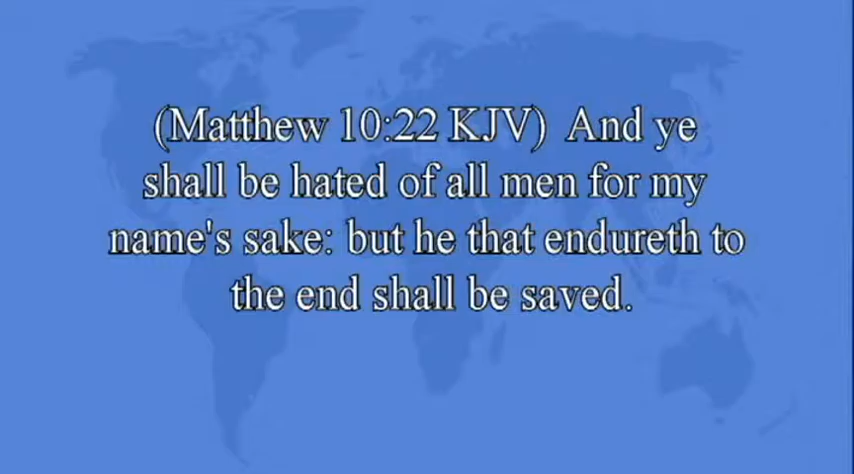 (Matthew 10:22 KJV)  And ye
shall be hated of all men for my
name's sake: but he that endureth to
the end shall be saved.